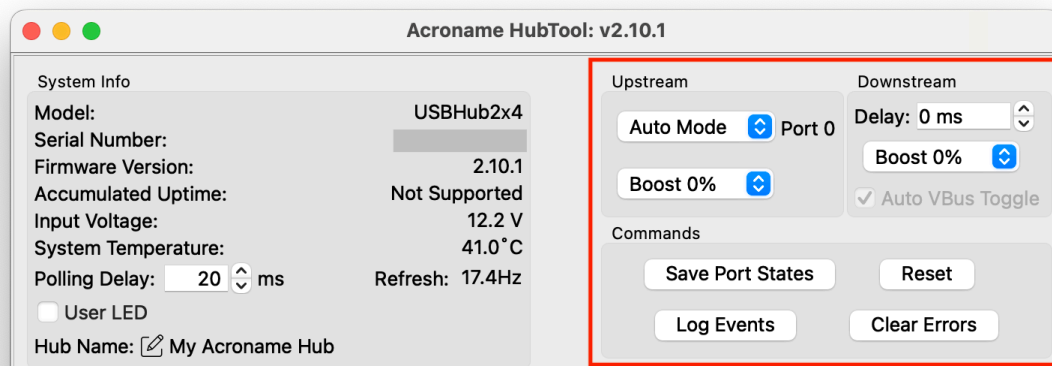 Acroname HubTool: v2.10.1
System Info
Model: USBHub2x4
Serial Number:
Firmware Version: 2.10.1
Accumulated Uptime: Not Supported
Input Voltage: 12.2 V
System Temperature: 41.0°C
Polling Delay: 20 ms Refresh: 17.4Hz
User LED
Hub Name: My Acroname Hub
Upstream
Auto Mode Port 0
Boost 0%
Downstream
Delay: 0 ms
Boost 0%
Auto VBus Toggle
Commands
Save Port States Reset
Log Events Clear Errors